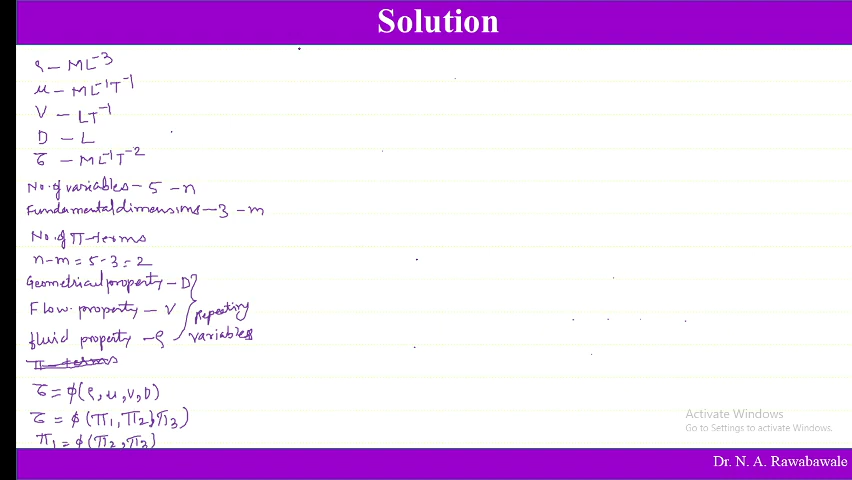 Solution
ρ – ML⁻³
μ – ML⁻¹T⁻¹
V – LT⁻¹
D – L
τ – ML⁻¹T⁻²
No. of variables – 5 – n
Fundamental dimensions – 3 – m
No. of π-terms
n-m = 5-3 = 2
Geometrical property – D
Flow property – V
fluid property – ρ
Repeating
variables
π-terms
τ = φ(ρ, μ, V, D)
τ = φ(π₁, π₂, π₃)
π₁ = φ(π₂, π₃)
Activate Windows
Go to Settings to activate Windows.
Dr. N. A. Rawabawale